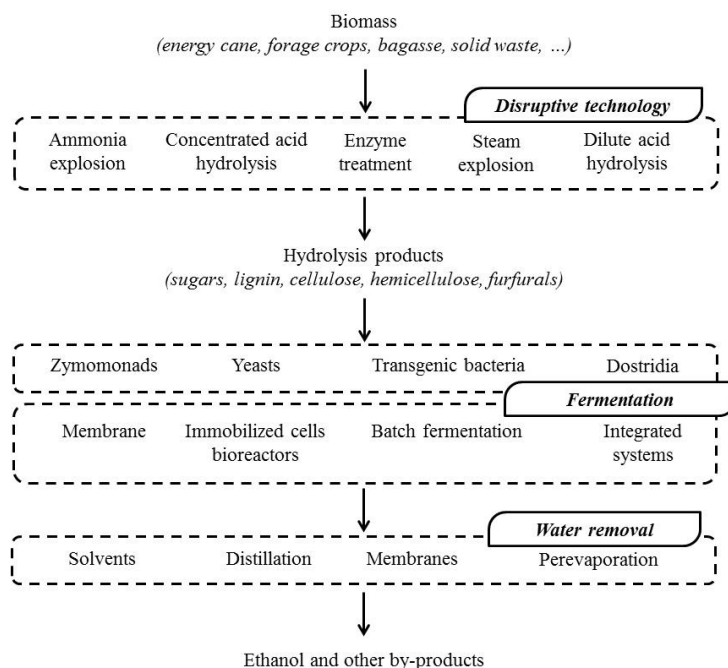 Biomass
(energy cane, forage crops, bagasse, solid waste, ...)
Disruptive technology
Ammonia explosion
Concentrated acid hydrolysis
Enzyme treatment
Steam explosion
Dilute acid hydrolysis
Hydrolysis products
(sugars, lignin, cellulose, hemicellulose, furfurals)
Zymomonads
Yeasts
Transgenic bacteria
Dostridia
Fermentation
Membrane
Immobilized cells bioreactors
Batch fermentation
Integrated systems
Water removal
Solvents
Distillation
Membranes
Perevaporation
Ethanol and other by-products